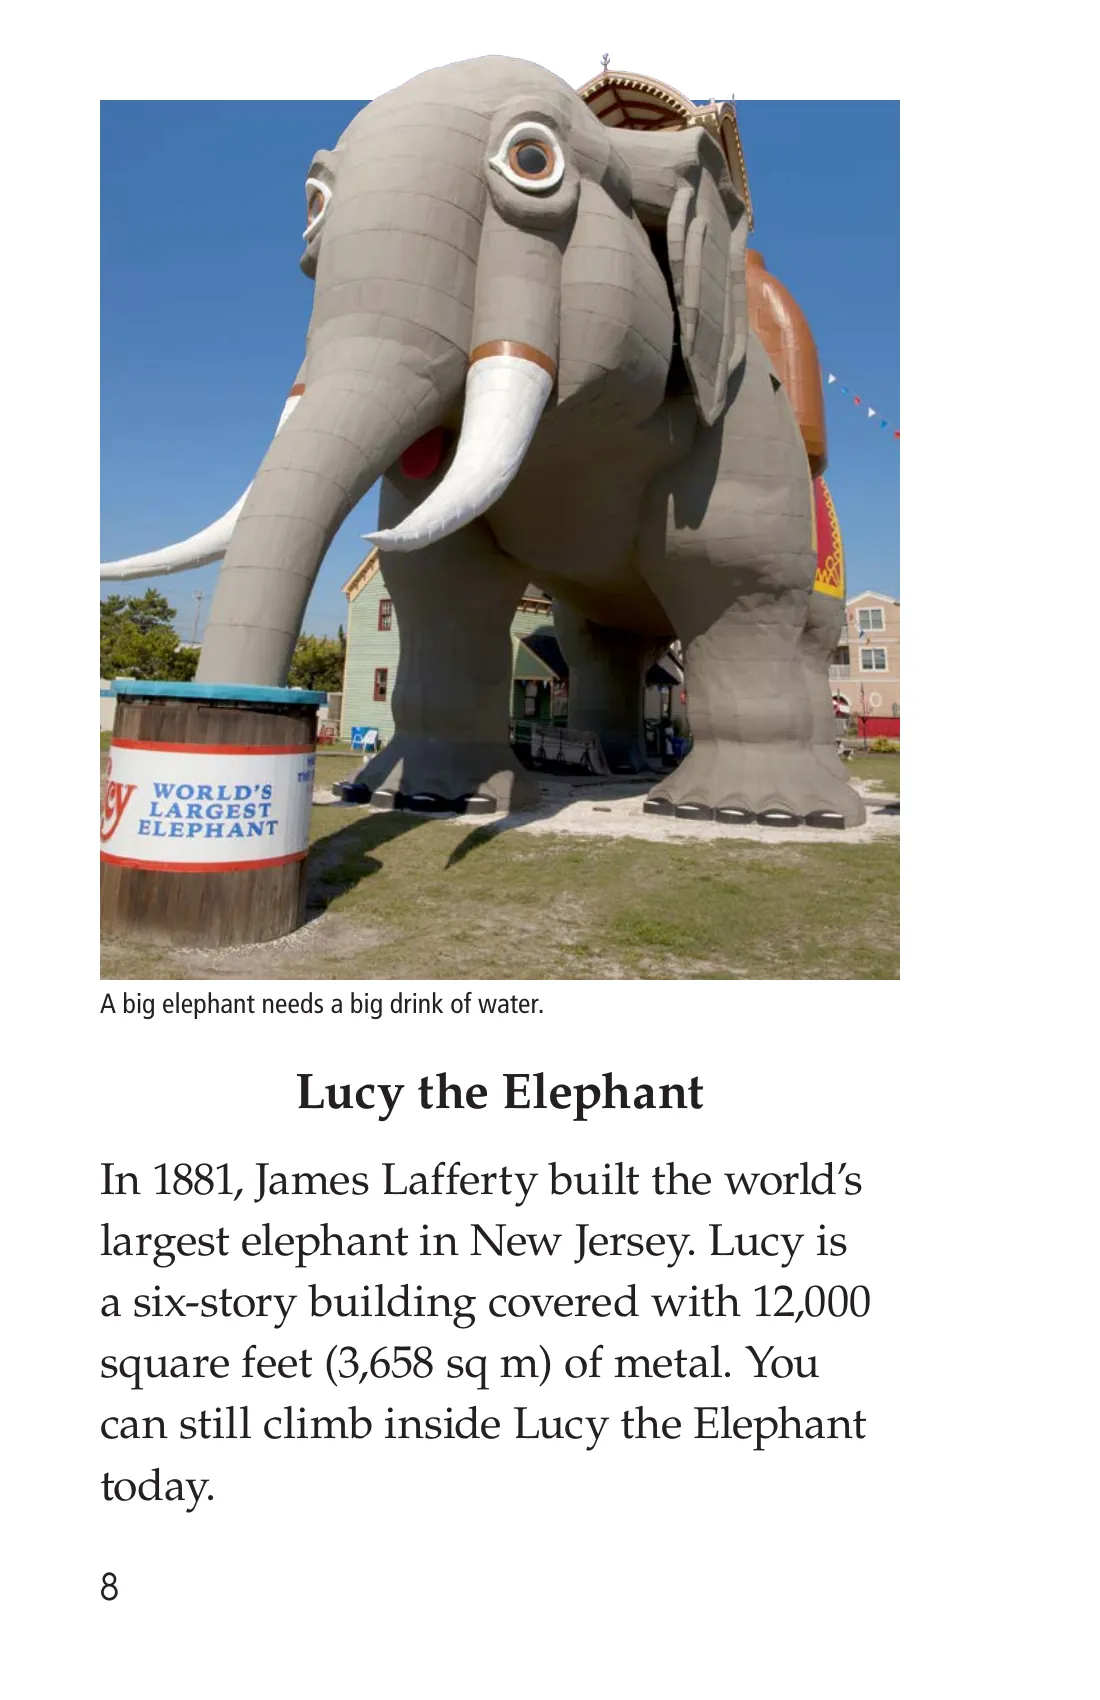 WORLD'S
LARGEST
ELEPHANT
A big elephant needs a big drink of water.
Lucy the Elephant
In 1881, James Lafferty built the world’s
largest elephant in New Jersey. Lucy is
a six-story building covered with 12,000
square feet (3,658 sq m) of metal. You
can still climb inside Lucy the Elephant
today.
8